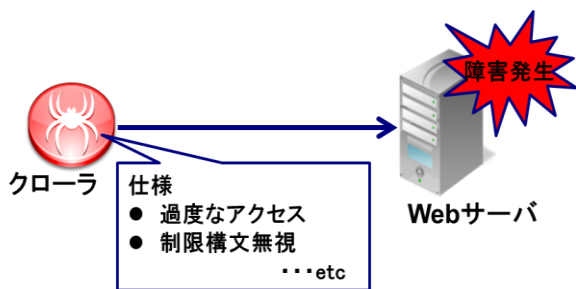 障害発生
クローラ
仕様
● 過度なアクセス
● 制限構文無視
・・・etc
Webサーバ